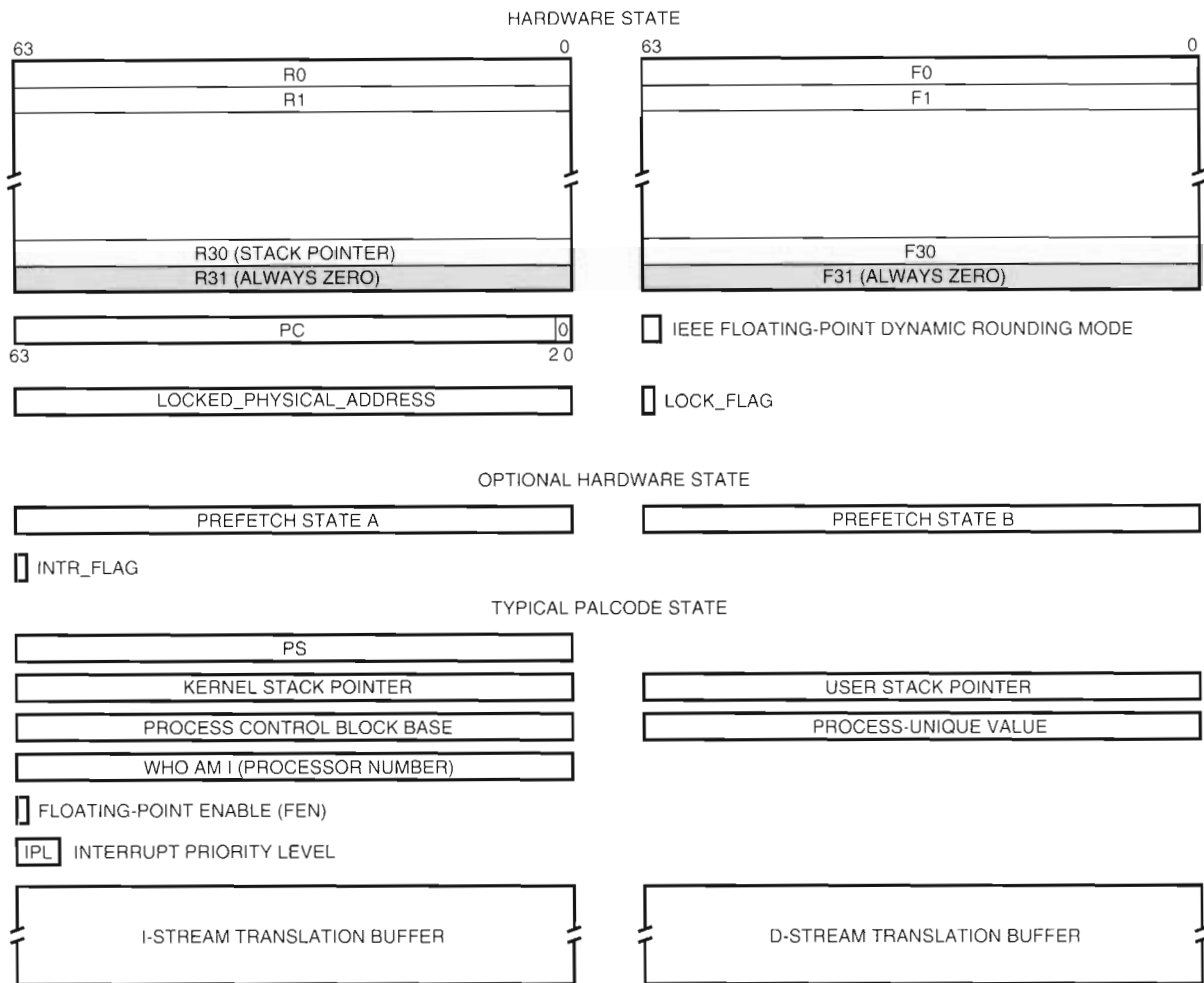 HARDWARE STATE
63 0 63 0
R0 F0
R1 F1
R30 (STACK POINTER) F30
R31 (ALWAYS ZERO) F31 (ALWAYS ZERO)
PC 0 IEEE FLOATING-POINT DYNAMIC ROUNDING MODE
63 2 0
LOCKED_PHYSICAL_ADDRESS LOCK_FLAG
OPTIONAL HARDWARE STATE
PREFETCH STATE A PREFETCH STATE B
INTR_FLAG
TYPICAL PALCODE STATE
PS
KERNEL STACK POINTER USER STACK POINTER
PROCESS CONTROL BLOCK BASE PROCESS-UNIQUE VALUE
WHO AM I (PROCESSOR NUMBER)
FLOATING-POINT ENABLE (FEN)
IPL INTERRUPT PRIORITY LEVEL
I-STREAM TRANSLATION BUFFER D-STREAM TRANSLATION BUFFER